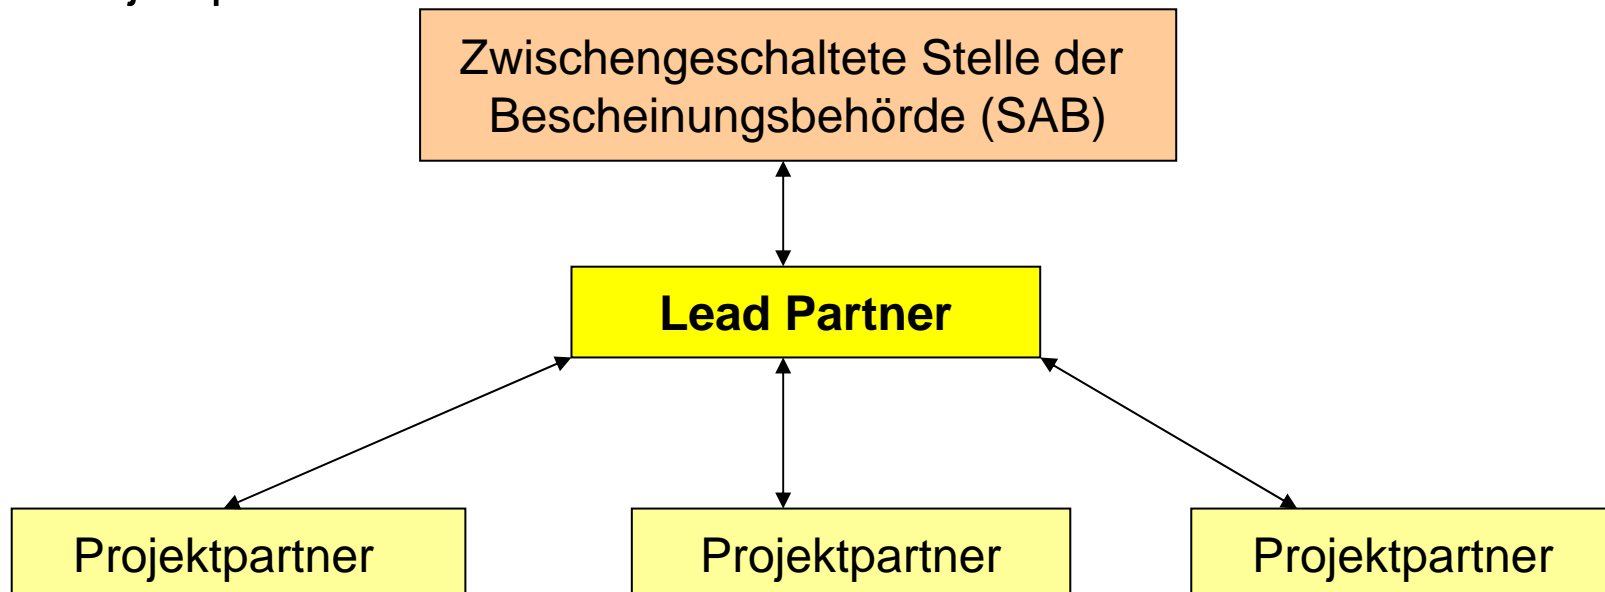 Zwischengeschaltete Stelle der
Bescheinungsbehörde (SAB)
Lead Partner
Projektpartner
Projektpartner
Projektpartner